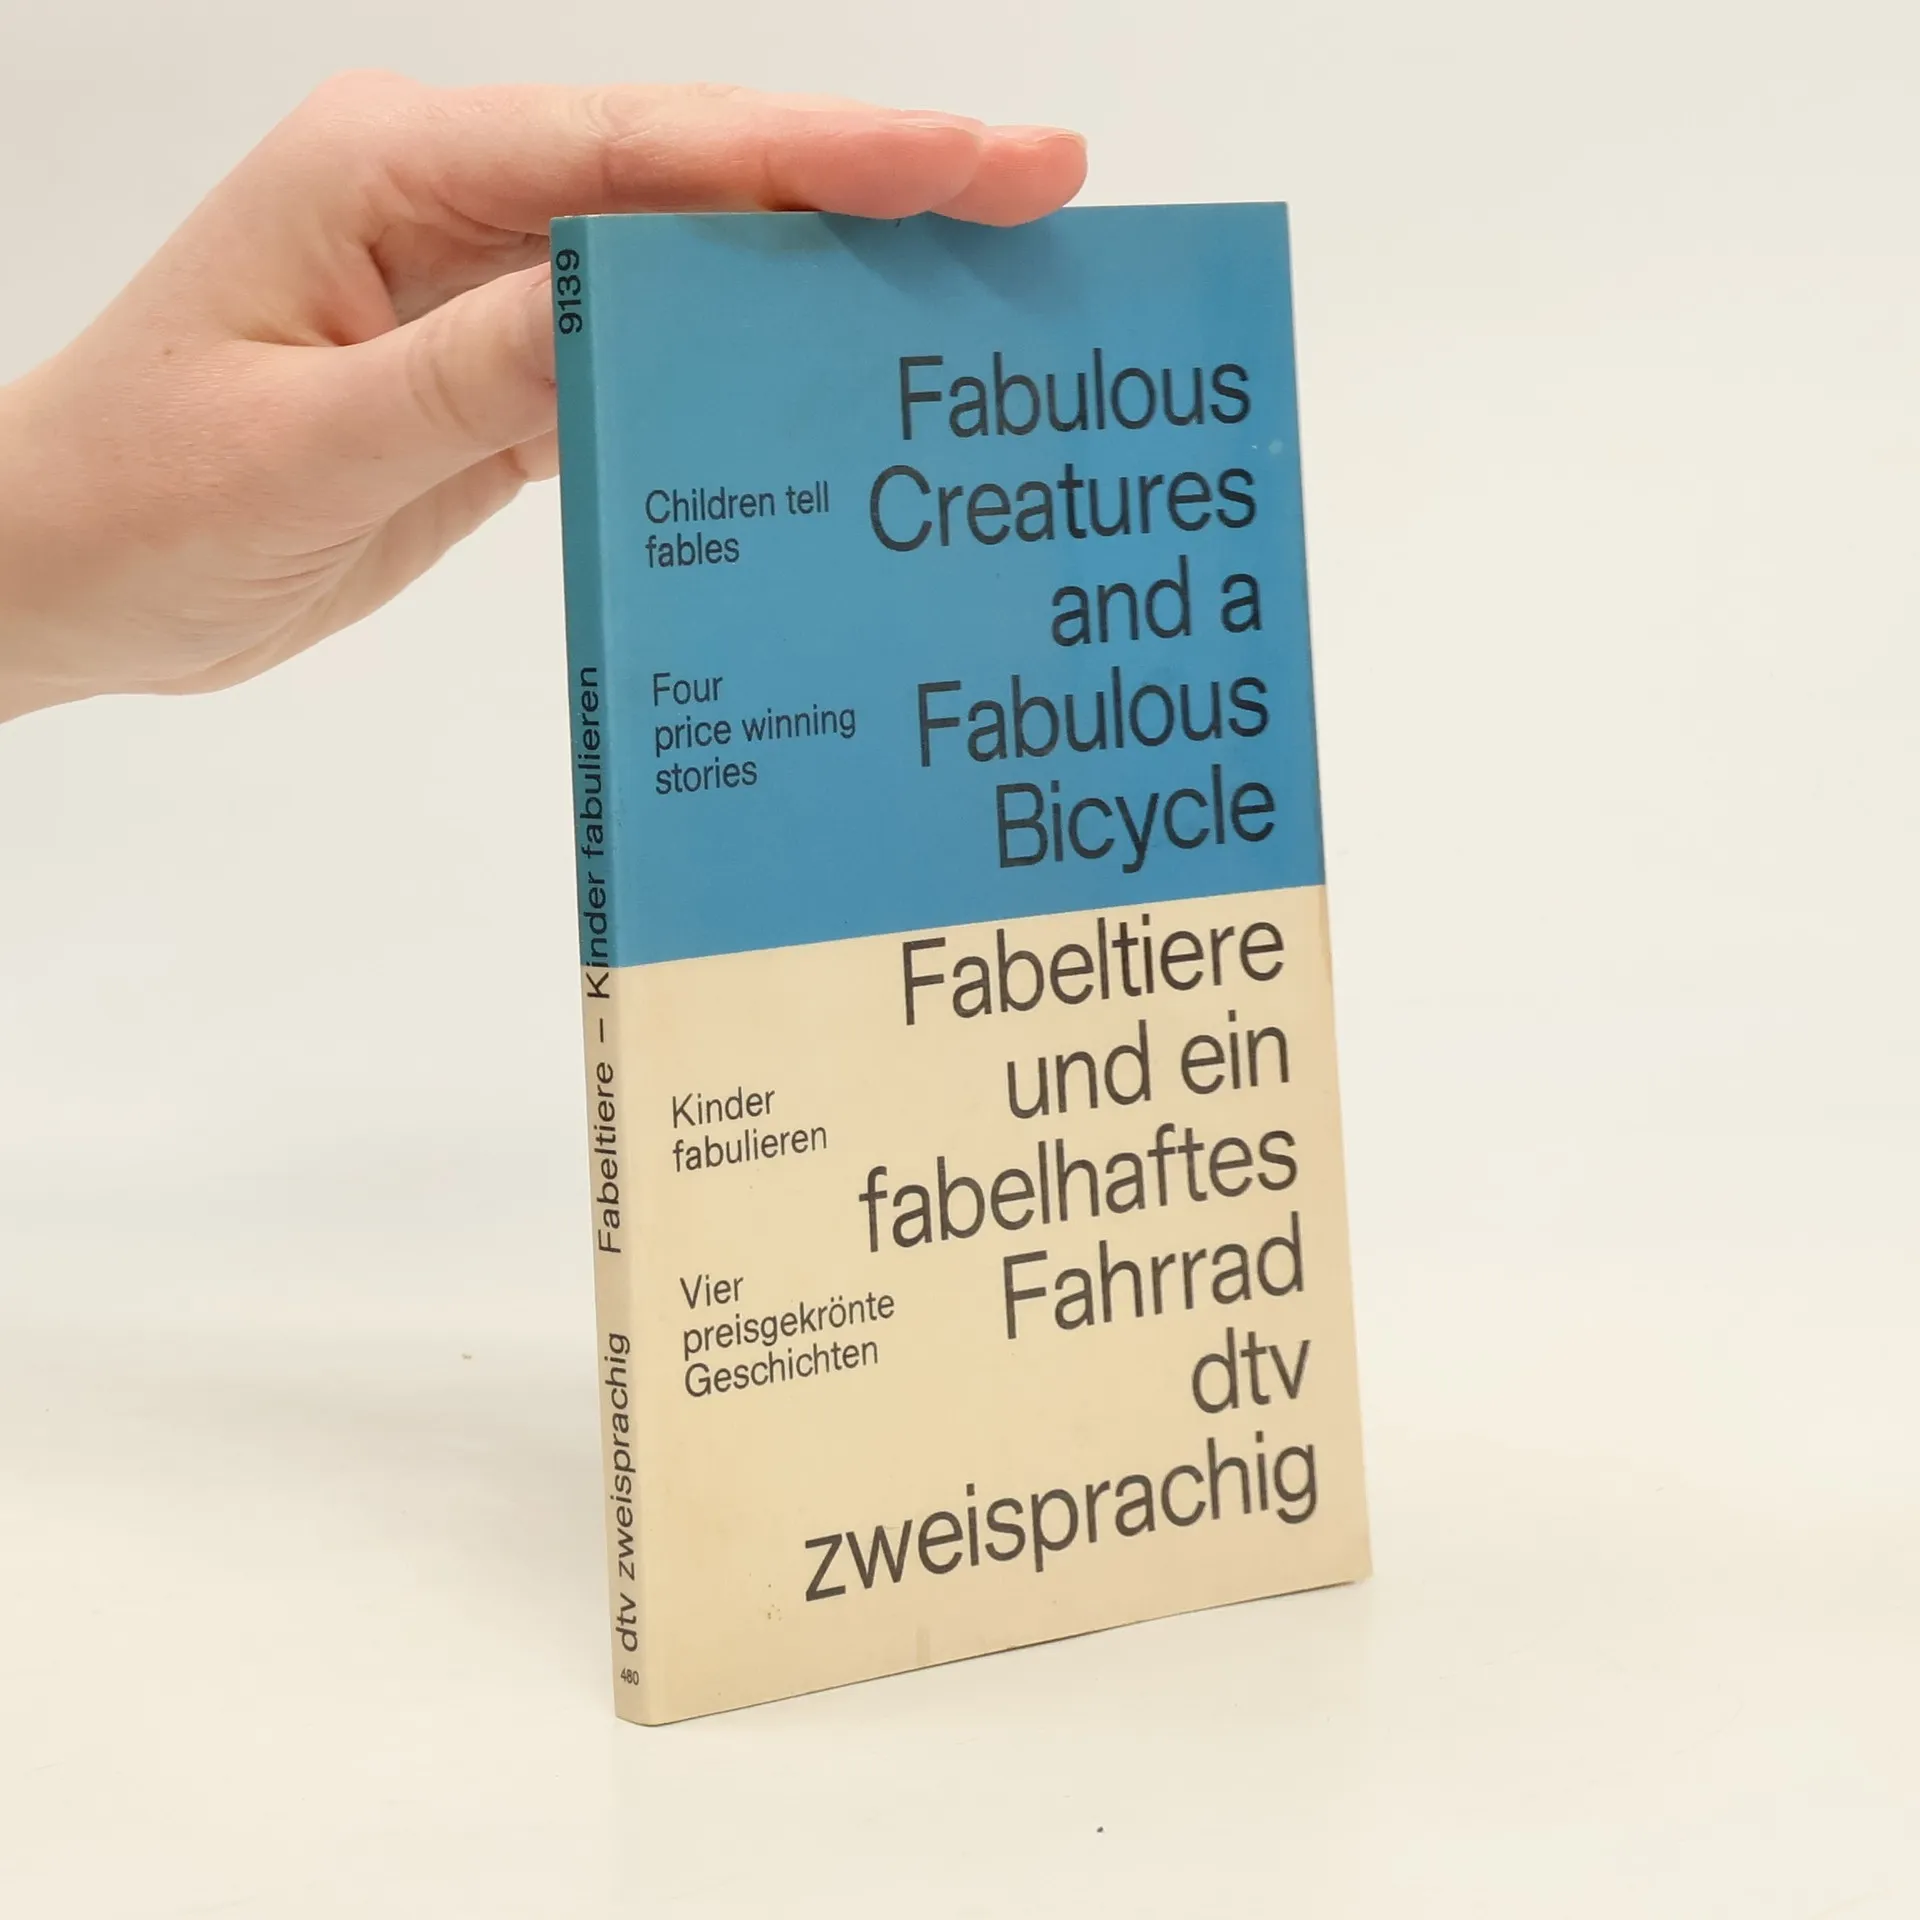 9139
Fabeltiere – Kinder fabulieren
dtv zweisprachig
480
Fabulous
Creatures
and a
Fabulous
Bicycle
Children tell
fables
Four
price winning
stories
Fabeltiere
und ein
fabelhaftes
Fahrrad
dtv
zweisprachig
Kinder
fabulieren
Vier
preisgekrönte
Geschichten